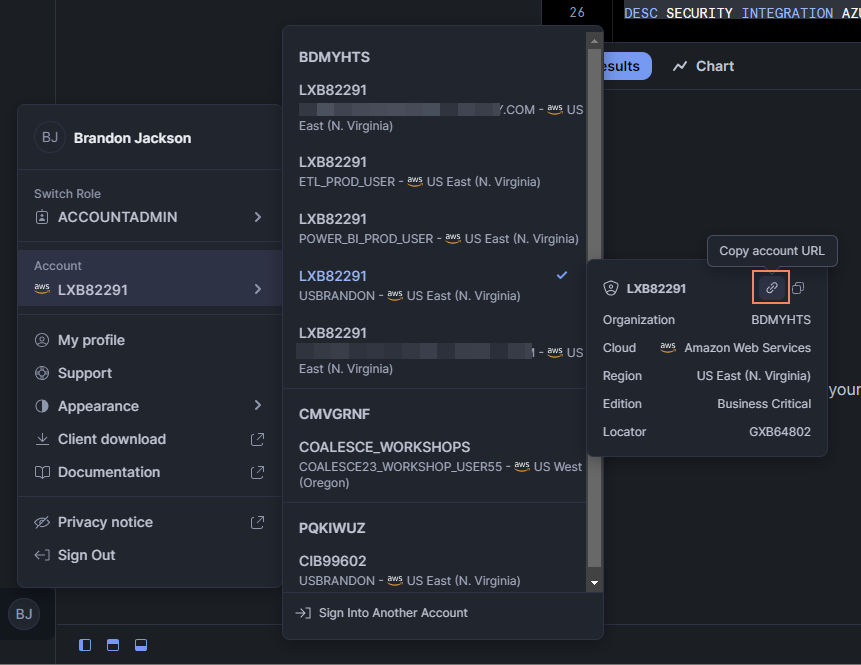 26
DESC SECURITY INTEGRATION
Chart
BJ
Brandon Jackson
Switch Role
ACCOUNTADMIN
Account
aws LXB82291
My profile
Support
Appearance
Client download
Documentation
Privacy notice
Sign Out
BJ
BDMYHTS
LXB82291
.COM - aws US
East (N. Virginia)
LXB82291
ETL_PROD_USER - aws US East (N. Virginia)
LXB82291
POWER_BI_PROD_USER - aws US East (N. Virginia)
LXB82291
USBRANDON - aws US East (N. Virginia)
LXB82291
- aws US
East (N. Virginia)
CMVGRNF
COALESCE_WORKSHOPS
COALESCE23_WORKSHOP_USER55 - aws US West
(Oregon)
PQKIWUZ
CIB99602
USBRANDON - aws US East (N. Virginia)
Sign Into Another Account
Copy account URL
LXB82291
Organization BDMYHTS
Cloud aws Amazon Web Services
Region US East (N. Virginia)
Edition Business Critical
Locator GXB64802
your